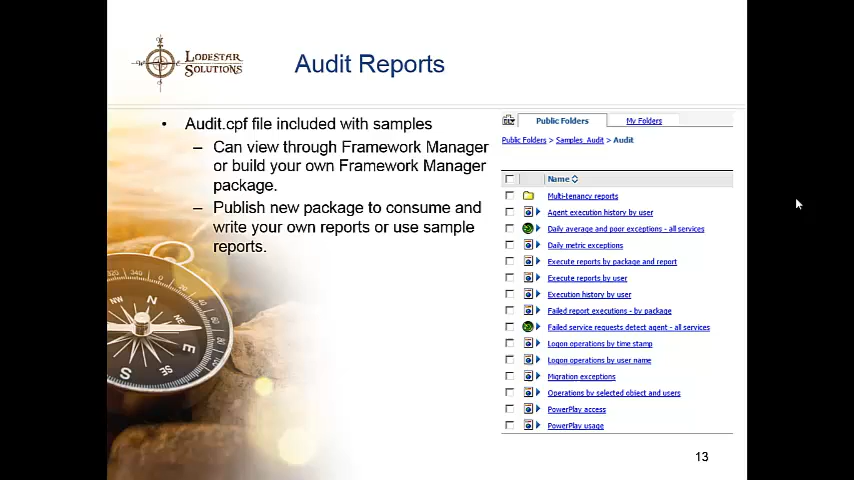 LODESTAR
SOLUTIONS
Audit Reports
• Audit.cpf file included with samples
– Can view through Framework Manager
or build your own Framework Manager
package.
– Publish new package to consume and
write your own reports or use sample
reports.
Public Folders My Folders
Public Folders > Samples_Audit > Audit
Name
Multi-tenancy reports
Agent execution history by user
Daily average and poor exceptions - all services
Daily metric exceptions
Execute reports by package and report
Execute reports by user
Execution history by user
Failed report executions - by package
Failed service requests detect agent - all services
Logon operations by time stamp
Logon operations by user name
Migration exceptions
Operations by selected object and users
PowerPlay access
PowerPlay usage
N
NW
E
SE
S
13